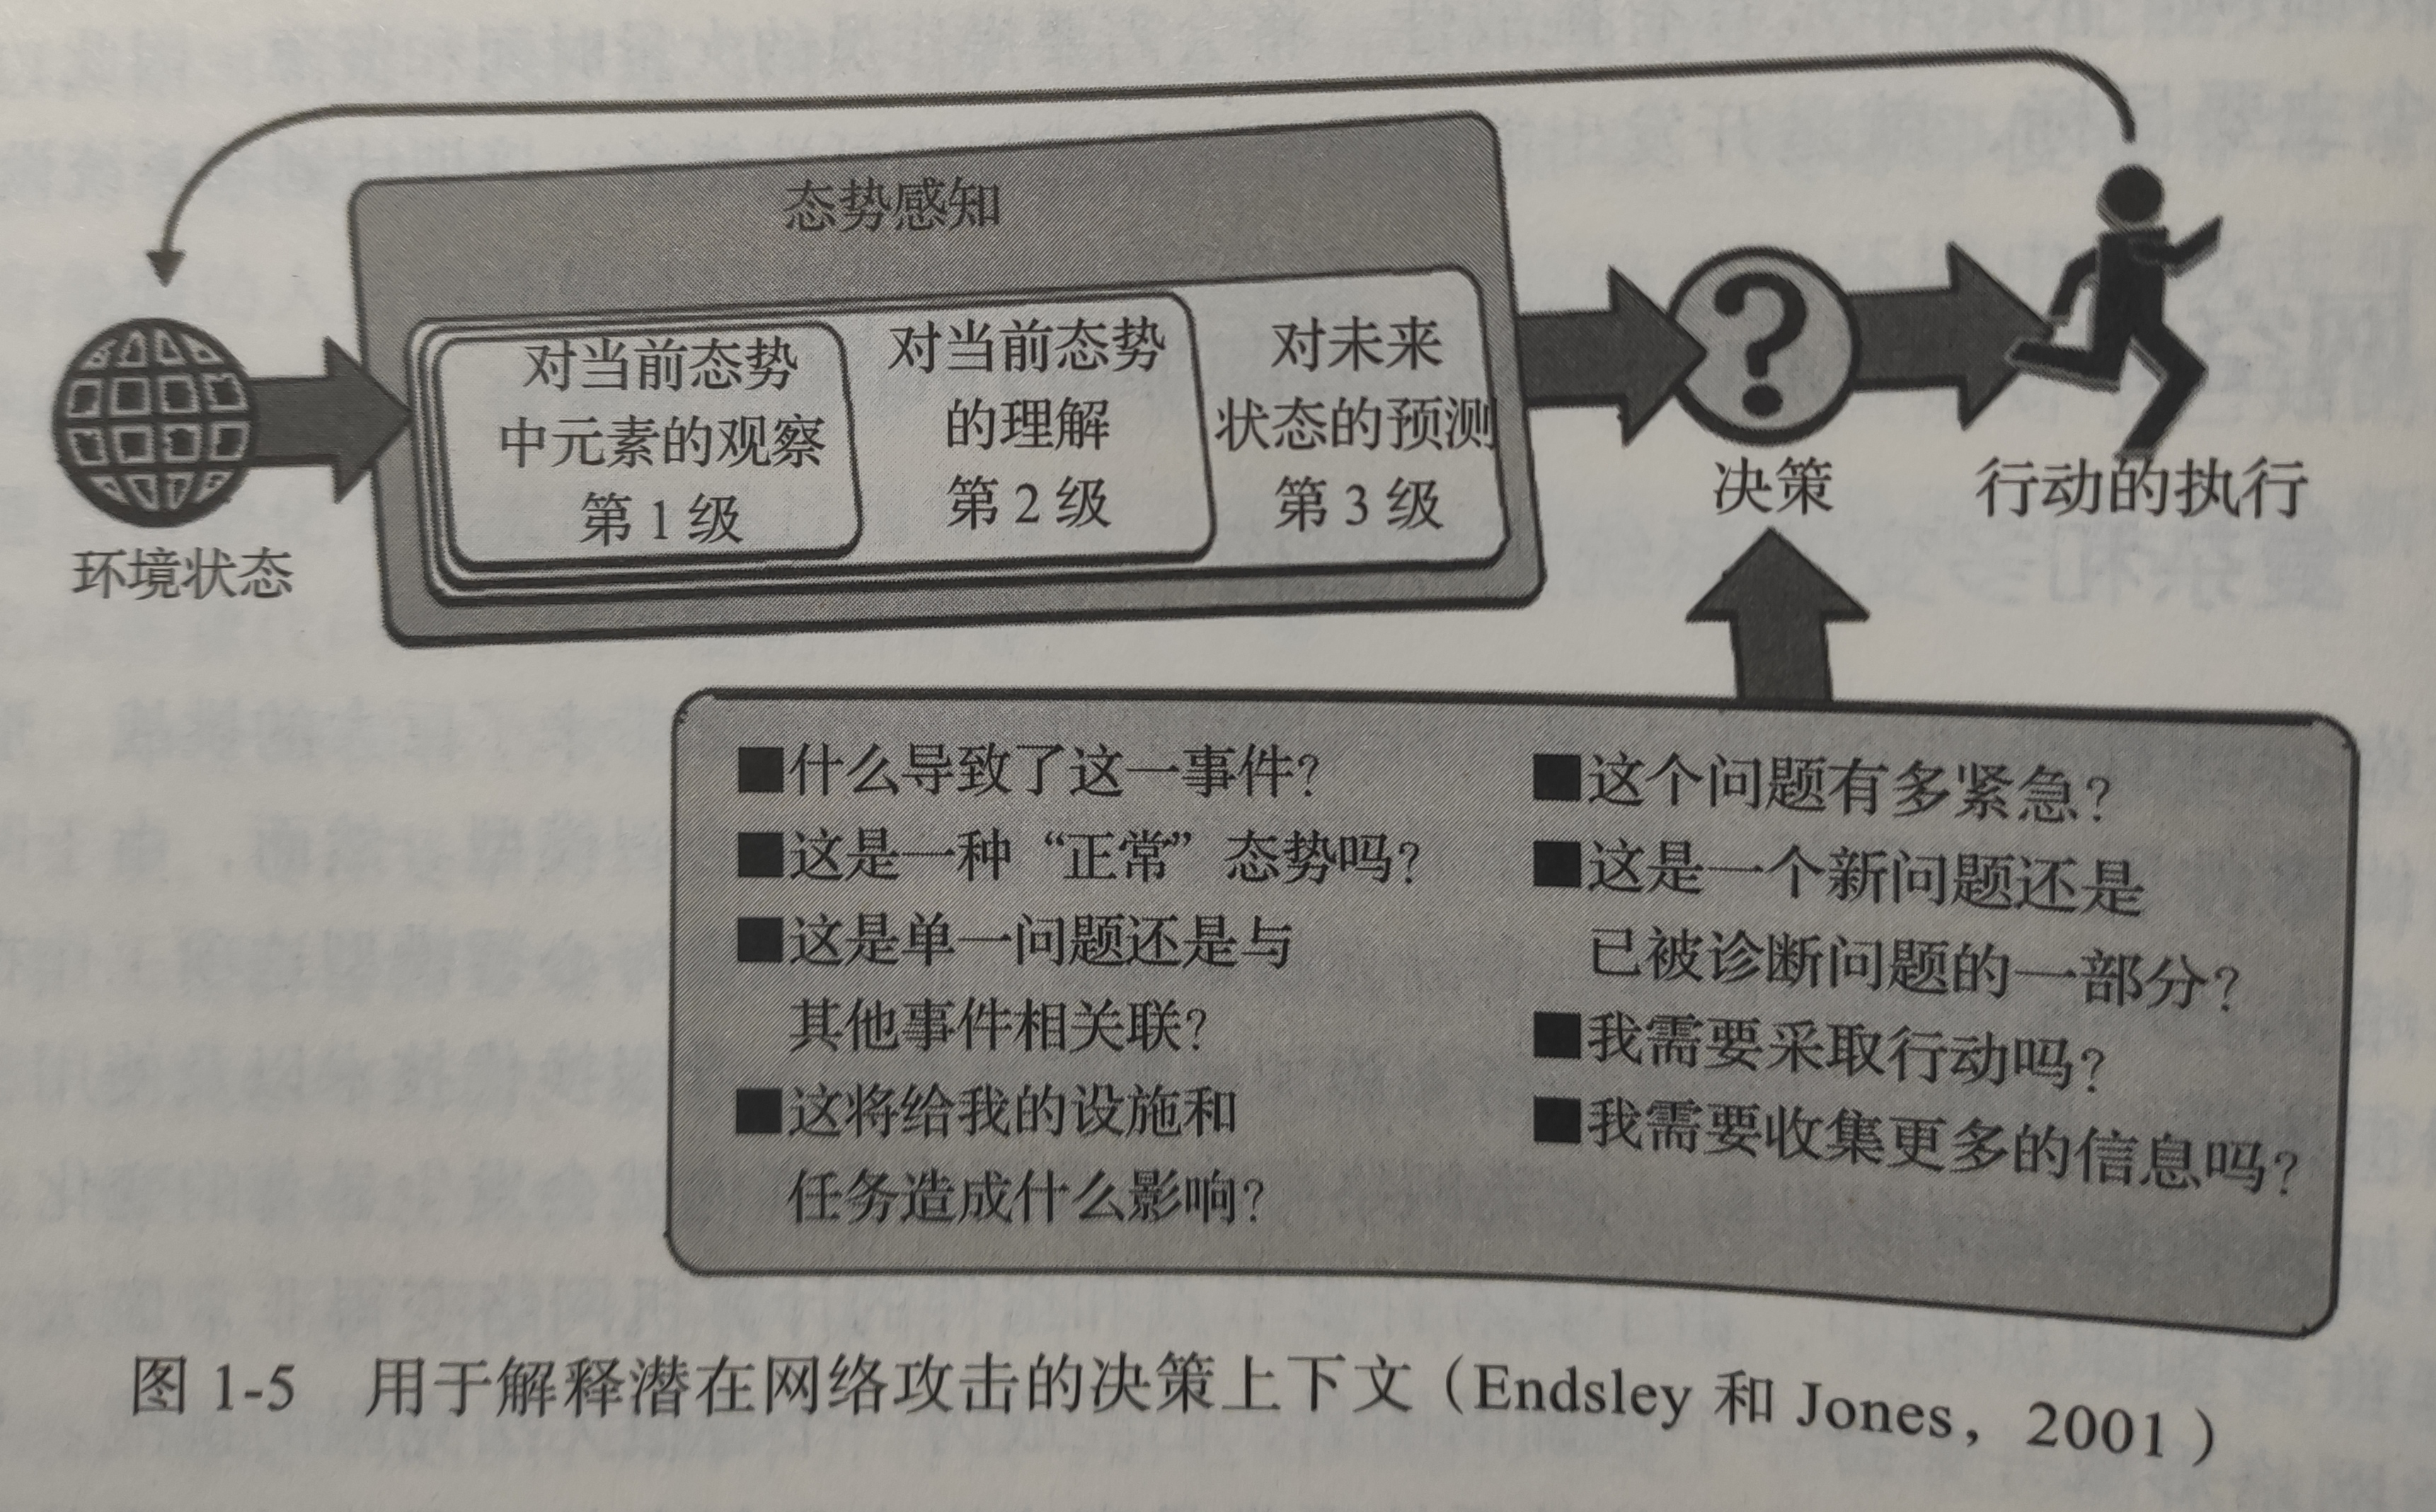 态势感知
对当前态势
中元素的观察
第 1 级
对当前态势
的理解
第 2 级
对未来
状态的预测
第 3 级
环境状态
决策
行动的执行
■什么导致了这一事件?
■这是一种“正常”态势吗?
■这是单一问题还是与
其他事件相关联?
■这将给我的设施和
任务造成什么影响?
■这个问题有多紧急?
■这是一个新问题还是
已被诊断问题的一部分?
■我需要采取行动吗?
■我需要收集更多的信息吗?
图 1-5 用于解释潜在网络攻击的决策上下文（Endsley 和 Jones，2001）